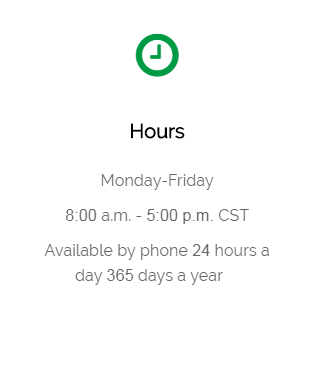 Hours
Monday-Friday
8:00 a.m. - 5:00 p.m. CST
Available by phone 24 hours a
day 365 days a year